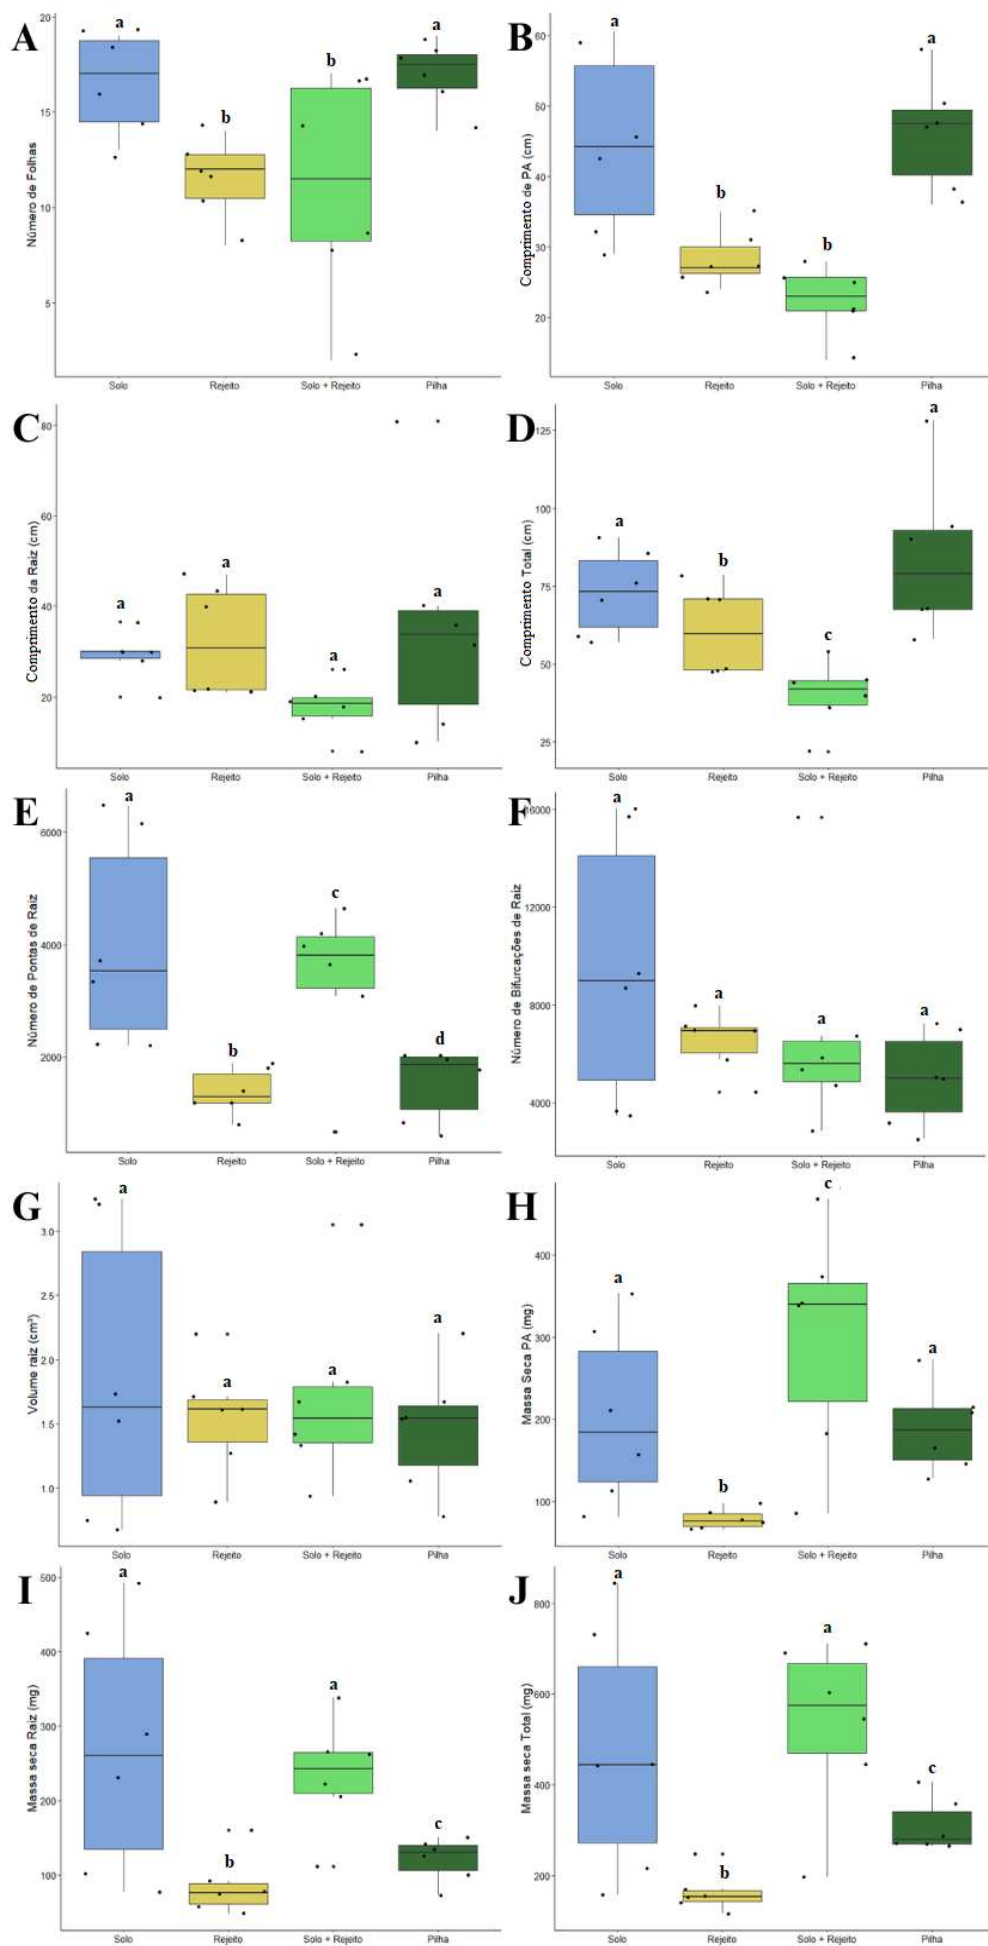 A
B
a
b
b
a
a
b
b
a
20
15
10
5
60
50
40
30
20
Número de Folhas
Comprimento de PA (cm)
Solo Rejeito Solo + Rejeito Pilha
Solo Rejeito Solo + Rejeito Pilha
C
D
a
a
a
a
a
b
c
a
80
60
40
20
125
100
75
50
25
Comprimento da Raiz (cm)
Comprimento Total (cm)
Solo Rejeito Solo + Rejeito Pilha
Solo Rejeito Solo + Rejeito Pilha
E
F
a
b
c
d
a
a
a
a
6000
4000
2000
16000
12000
8000
4000
Número de Pontas de Raiz
Número de Bifurcações de Raiz
Solo Rejeito Solo + Rejeito Pilha
Solo Rejeito Solo + Rejeito Pilha
G
H
a
a
a
a
a
b
c
a
3.0
2.5
2.0
1.5
1.0
400
300
200
100
Volume raiz (cm³)
Massa Seca PA (mg)
Solo Rejeito Solo + Rejeito Pilha
Solo Rejeito Solo + Rejeito Pilha
I
J
a
b
a
c
a
b
a
c
500
400
300
200
100
800
600
400
200
Massa seca Raiz (mg)
Massa seca Total (mg)
Solo Rejeito Solo + Rejeito Pilha
Solo Rejeito Solo + Rejeito Pilha